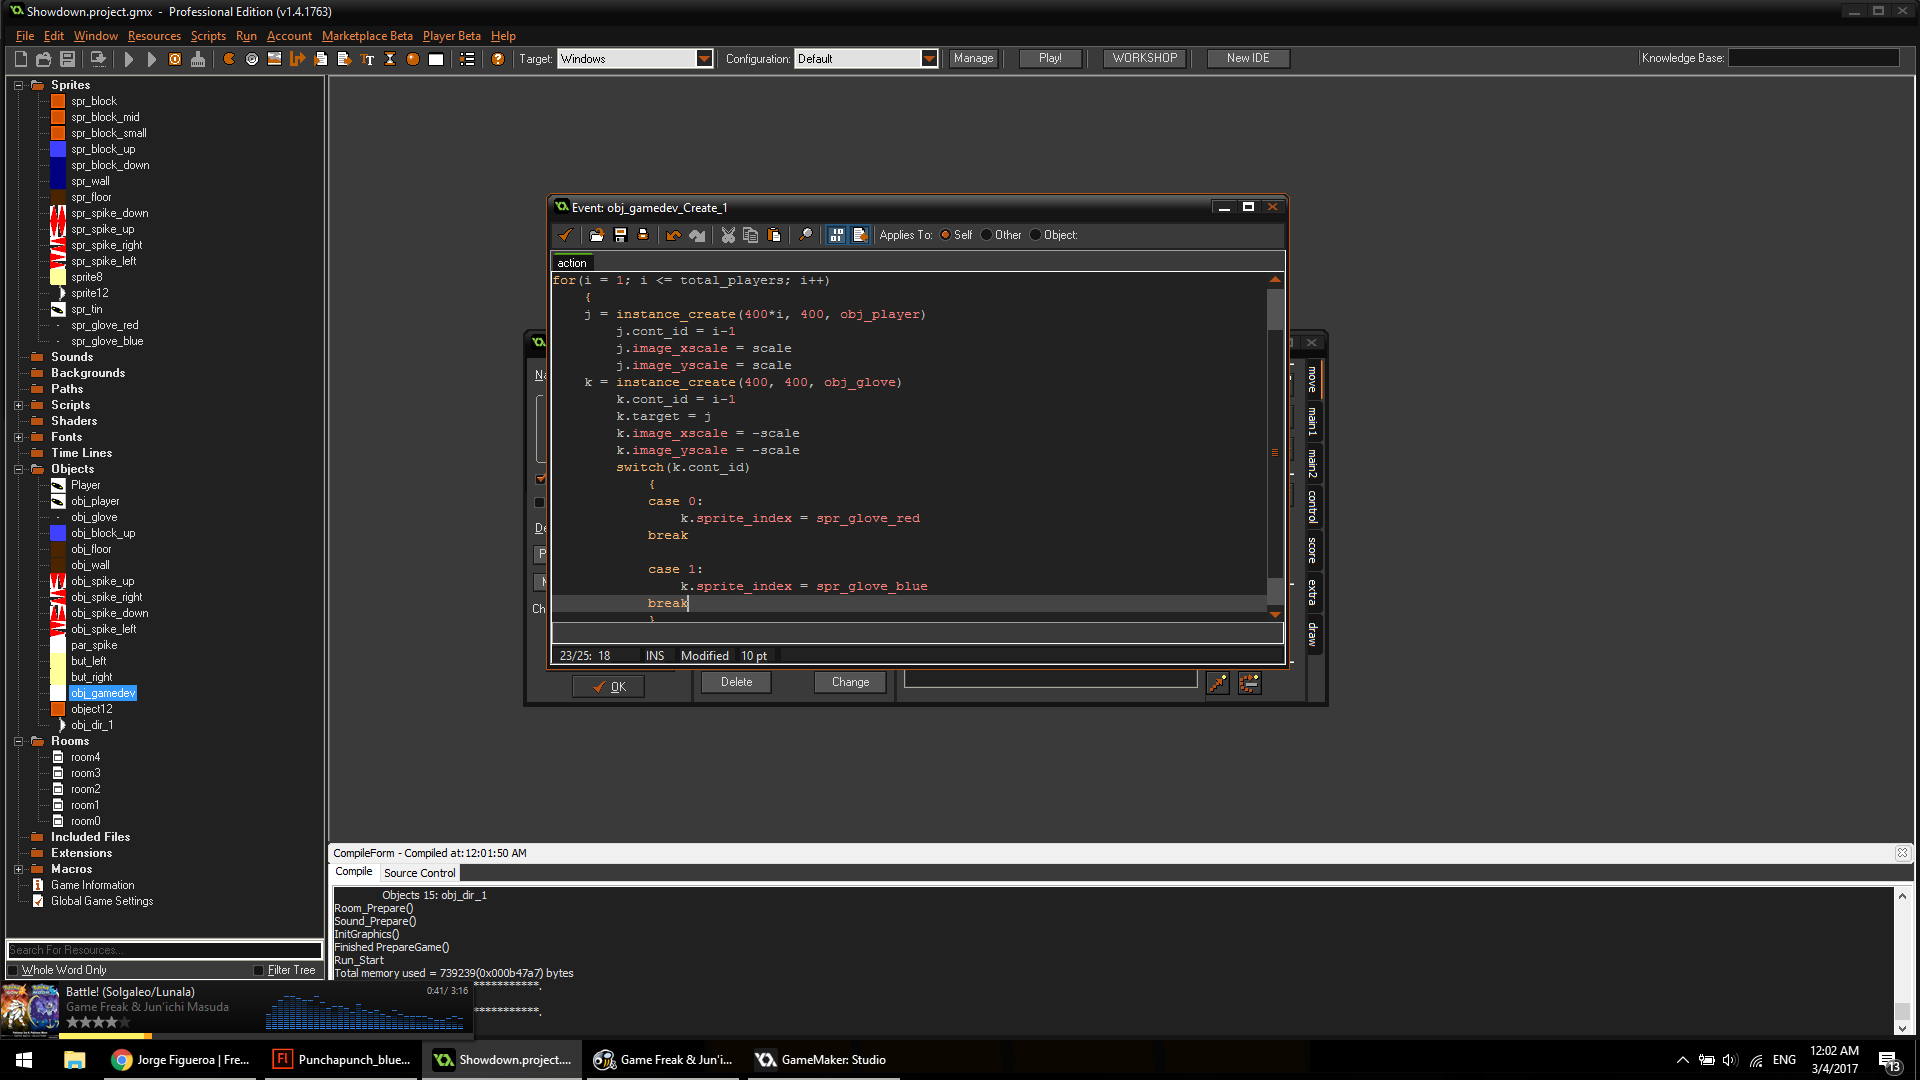 Showdown.project.gmx - Professional Edition (v1.4.1763)
File Edit Window Resources Scripts Run Account Marketplace Beta Player Beta Help
Target: Windows Configuration: Default Manage Play! WORKSHOP New IDE Knowledge Base:
Sprites
spr_block
spr_block_mid
spr_block_small
spr_block_up
spr_block_down
spr_wall
spr_floor
spr_spike_down
spr_spike_up
spr_spike_right
spr_spike_left
sprite8
sprite12
spr_tin
spr_glove_red
spr_glove_blue
Sounds
Backgrounds
Paths
Scripts
Shaders
Fonts
Time Lines
Objects
Player
obj_player
obj_glove
obj_block_up
obj_floor
obj_wall
obj_spike_up
obj_spike_right
obj_spike_down
obj_spike_left
par_spike
but_left
but_right
obj_gamedev
object12
obj_dir_1
Rooms
room4
room3
room2
room1
room0
Included Files
Extensions
Macros
Game Information
Global Game Settings
Search For Resources...
Whole Word Only Filter Tree
Event: obj_gamedev_Create_1
Applies To: Self Other Object:
action
for(i = 1; i <= total_players; i++)
{
j = instance_create(400*i, 400, obj_player)
j.cont_id = i-1
j.image_xscale = scale
j.image_yscale = scale
k = instance_create(400, 400, obj_glove)
k.cont_id = i-1
k.target = j
k.image_xscale = -scale
k.image_yscale = -scale
switch(k.cont_id)
{
case 0:
k.sprite_index = spr_glove_red
break
case 1:
k.sprite_index = spr_glove_blue
break
}
23/25: 18 INS Modified 10 pt
move
main1
main2
control
score
extra
draw
OK Delete Change
CompileForm - Compiled at:12:01:50 AM
Compile Source Control
Objects 15: obj_dir_1
Room_Prepare()
Sound_Prepare()
InitGraphics()
Finished PrepareGame()
Run_Start
Total memory used = 739239(0x000b47a7) bytes
***********.
***********.
Battle! (Solgaleo/Lunala) 0:41/ 3:16
Game Freak & Jun'ichi Masuda
Jorge Figueroa | Fre... Punchapunch_blue... Showdown.project.... Game Freak & Jun'i... GameMaker: Studio
ENG 12:02 AM
3/4/2017
13